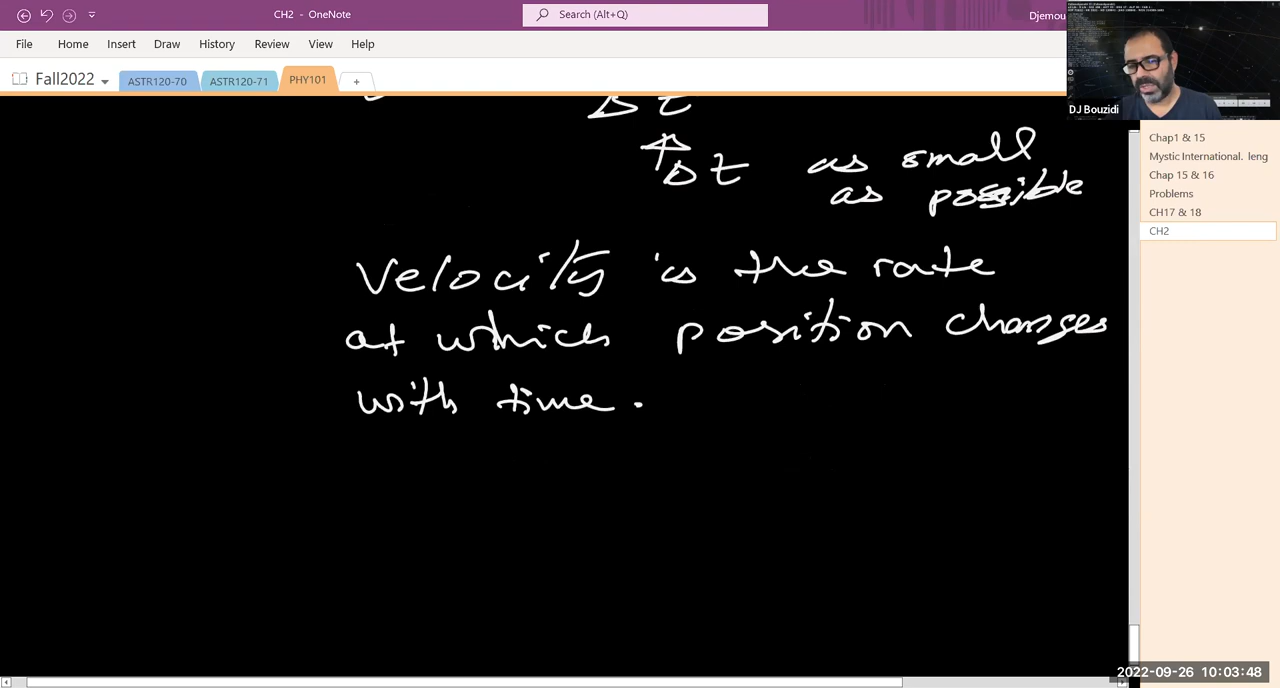 CH2 - OneNote
Search (Alt+Q)
Djemou
File Home Insert Draw History Review View Help
Fall2022 ASTR120-70 ASTR120-71 PHY101
DJ Bouzidi
Chap1 & 15
Mystic International. leng
Chap 15 & 16
Problems
CH17 & 18
CH2
Δt
Δt as small
as possible
Velocity is the rate
at which position changes
with time.
2022-09-26 10:03:48